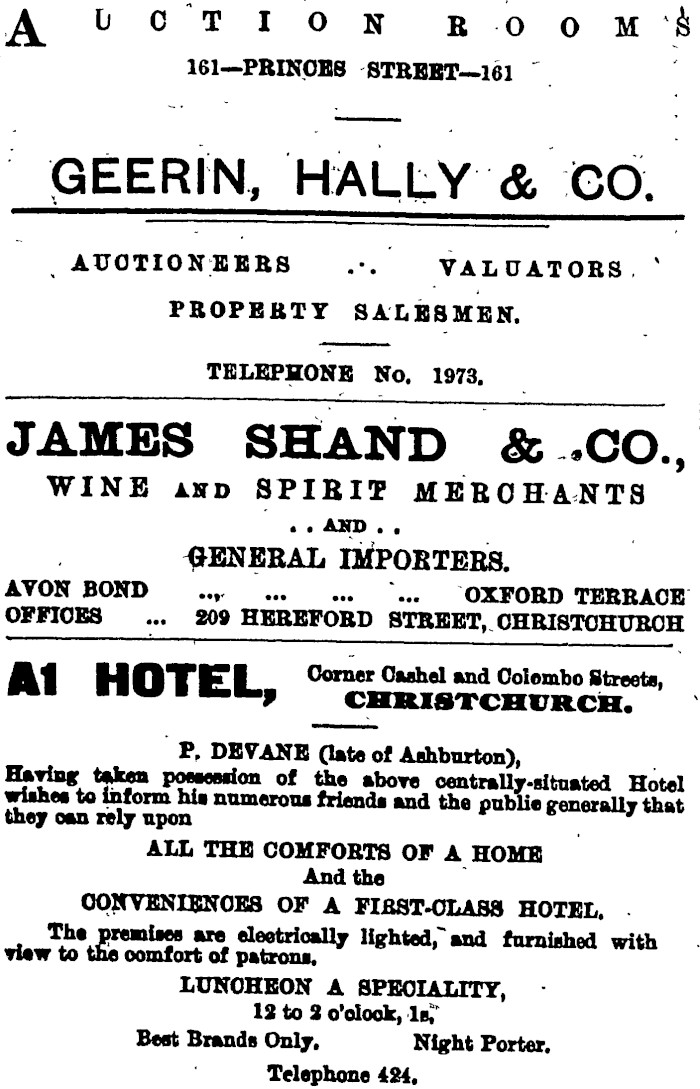 AUCTION ROOMS
161—PRINCES STREET—161
GEERIN, HALLY & CO.
AUCTIONEERS .·. VALUATORS
PROPERTY SALESMEN.
TELEPHONE No. 1973.
JAMES SHAND & CO.,
WINE AND SPIRIT MERCHANTS
. . AND . .
GENERAL IMPORTERS.
AVON BOND ... ... ... ... OXFORD TERRACE
OFFICES ... 209 HEREFORD STREET, CHRISTCHURCH
A1 HOTEL, Corner Cashel and Colombo Streets,
CHRISTCHURCH.
P. DEVANE (late of Ashburton),
Having taken possession of the above centrally-situated Hotel
wishes to inform his numerous friends and the public generally that
they can rely upon
ALL THE COMFORTS OF A HOME
And the
CONVENIENCES OF A FIRST-CLASS HOTEL.
The premises are electrically lighted, and furnished with
view to the comfort of patrons.
LUNCHEON A SPECIALITY,
12 to 2 o'clock, 1s,
Best Brands Only. Night Porter.
Telephone 424.